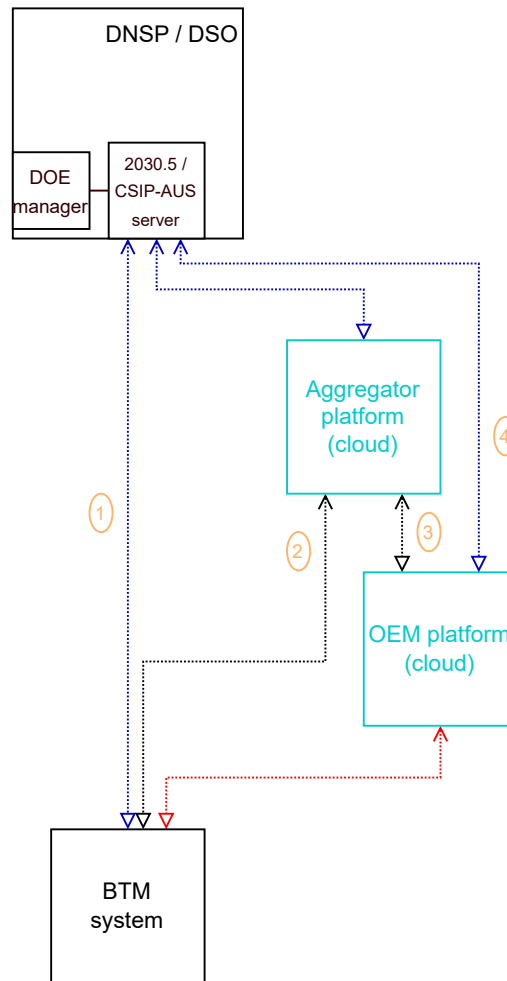 DNSP / DSO
DOE
manager
2030.5 /
CSIP-AUS
server
Aggregator
platform
(cloud)
4
1
2
3
OEM platform
(cloud)
BTM
system